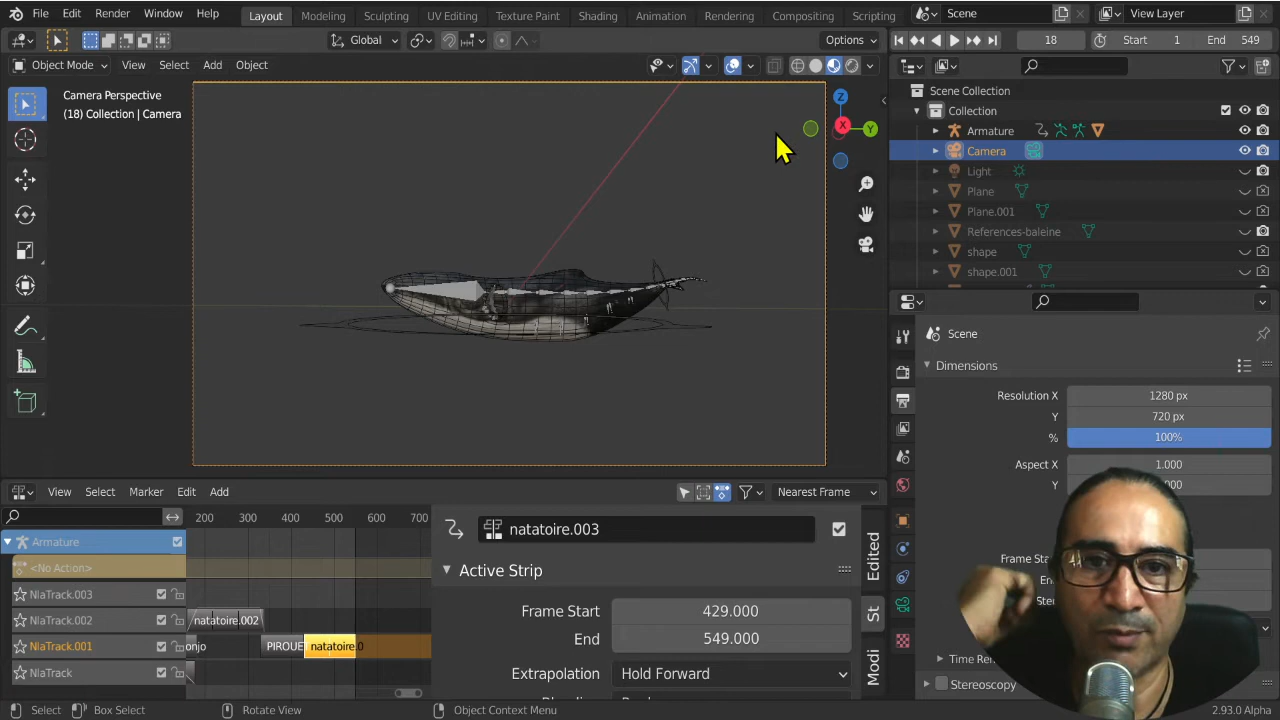 File Edit Render Window Help Layout Modeling Sculpting UV Editing Texture Paint Shading Animation Rendering Compositing Scripting Scene View Layer
Global Options 18 Start 1 End 549
Object Mode View Select Add Object
Camera Perspective
(18) Collection | Camera
Z
X
Y
Scene Collection
Collection
Armature
Camera
Light
Plane
Plane.001
References-baleine
shape
shape.001
Scene
Dimensions
Resolution X 1280 px
Y 720 px
% 100%
Aspect X 1.000
Y
Frame Sta
En
Ste
Time Re
Stereoscopy
View Select Marker Edit Add Nearest Frame
200 300 400 500 600 700
Armature
<No Action>
NlaTrack.003
NlaTrack.002 natatoire.002
NlaTrack.001 onjo PIROUE natatoire.0
NlaTrack
natatoire.003
Active Strip
Frame Start 429.000
End 549.000
Extrapolation Hold Forward
Edited
St
Modi
Select Box Select Rotate View Object Context Menu 2.93.0 Alpha